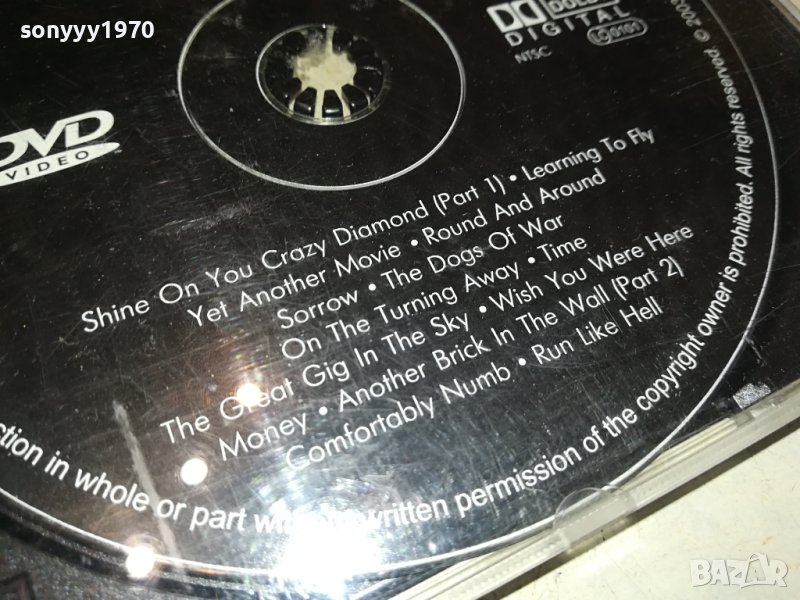 sonyyy1970
DOLBY
DIGITAL
NTSC
LC0101
DVD
VIDEO
Shine On You Crazy Diamond (Part 1) • Learning To Fly
Yet Another Movie • Round And Around
Sorrow • The Dogs Of War
On The Turning Away • Time
The Great Gig In The Sky • Wish You Were Here
Money • Another Brick In The Wall (Part 2)
Comfortably Numb • Run Like Hell
in whole or part written permission of the copyright owner is prohibited. All rights reserved. ©
BAZAR